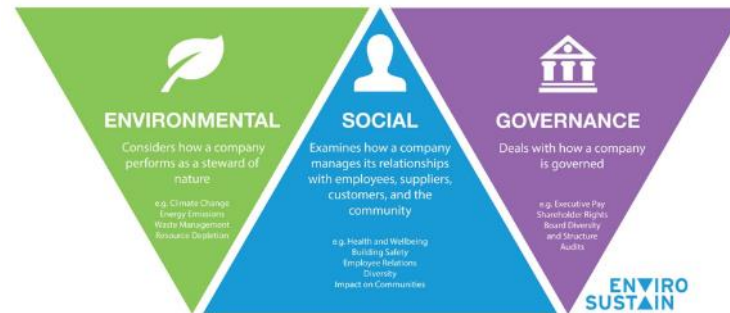 ENVIRONMENTAL
Considers how a company
performs as a steward of
nature
e.g. Climate Change
Energy Emissions
Waste Management
Resource Depletion
SOCIAL
Examines how a company
manages its relationships
with employees, suppliers,
customers, and the
community
e.g. Health and Wellbeing
Building Safety
Employee Relations
Diversity
Impact on Communities
GOVERNANCE
Deals with how a company
is governed
e.g. Executive Pay
Shareholder Rights
Board Diversity
and Structure
Audits
ENVIRO
SUSTAIN